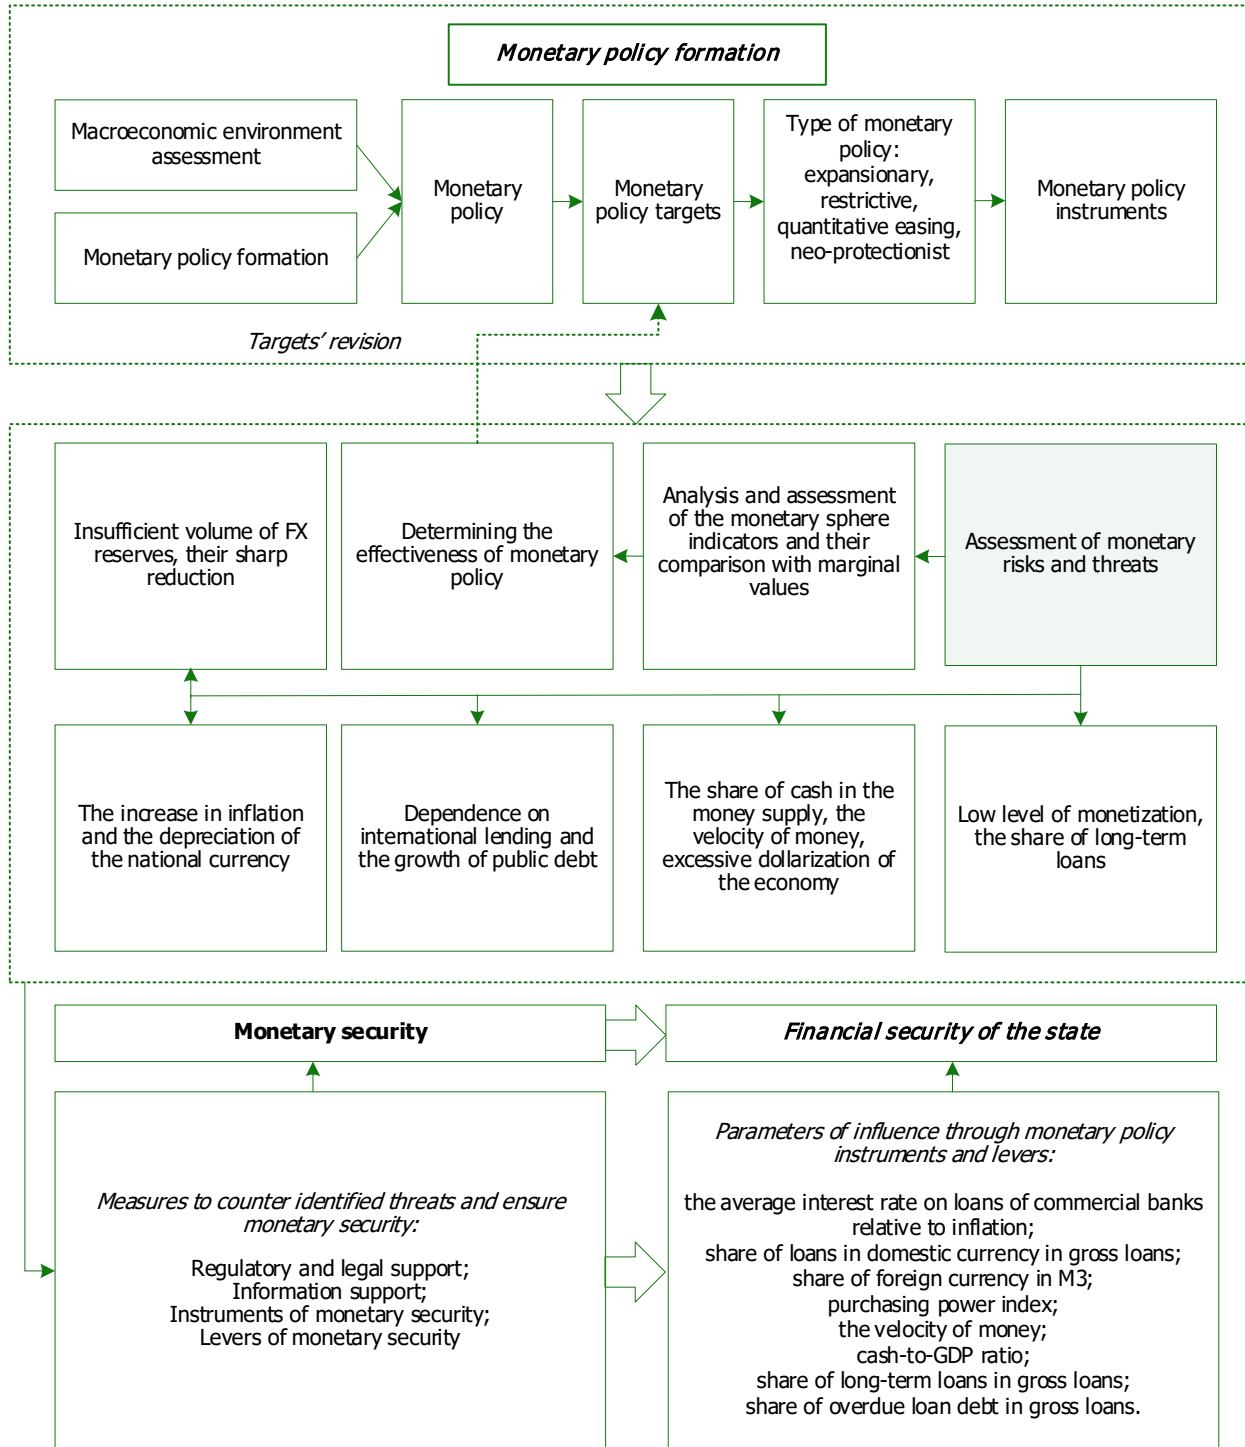 Monetary policy formation
Macroeconomic environment
assessment
Monetary policy formation
Monetary
policy
Monetary
policy targets
Type of monetary
policy:
expansionary,
restrictive,
quantitative easing,
neo-protectionist
Monetary policy
instruments
Targets’ revision
Insufficient volume of FX
reserves, their sharp
reduction
Determining the
effectiveness of monetary
policy
Analysis and assessment
of the monetary sphere
indicators and their
comparison with marginal
values
Assessment of monetary
risks and threats
The increase in inflation
and the depreciation of
the national currency
Dependence on
international lending and
the growth of public debt
The share of cash in the
money supply, the
velocity of money,
excessive dollarization of
the economy
Low level of monetization,
the share of long-term
loans
Monetary security
Financial security of the state
Measures to counter identified threats and ensure
monetary security:
Regulatory and legal support;
Information support;
Instruments of monetary security;
Levers of monetary security
Parameters of influence through monetary policy
instruments and levers:
the average interest rate on loans of commercial banks
relative to inflation;
share of loans in domestic currency in gross loans;
share of foreign currency in M3;
purchasing power index;
the velocity of money;
cash-to-GDP ratio;
share of long-term loans in gross loans;
share of overdue loan debt in gross loans.